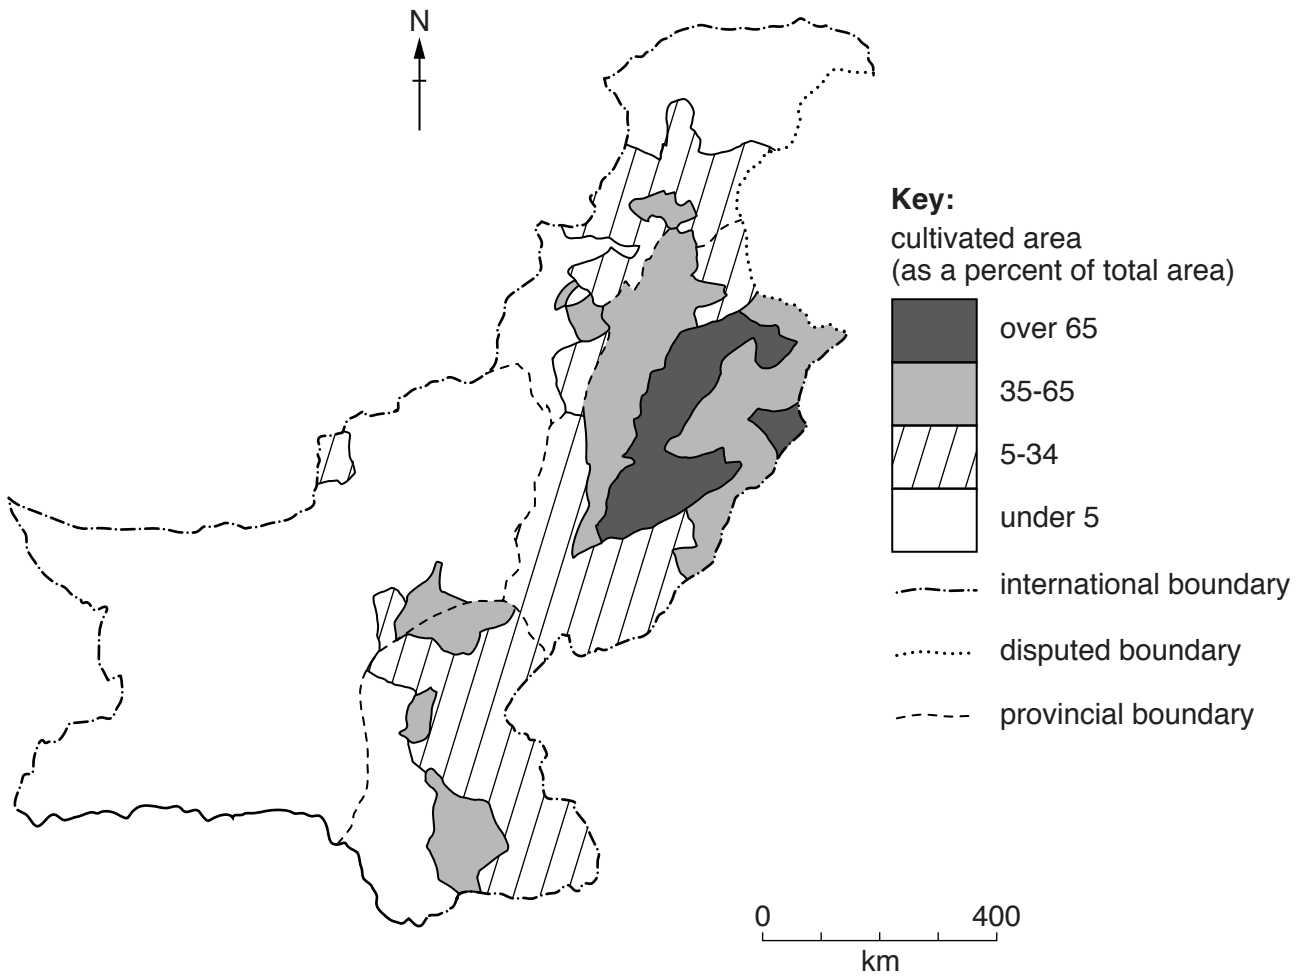 N
Key:
cultivated area
(as a percent of total area)
over 65
35-65
5-34
under 5
international boundary
disputed boundary
provincial boundary
0 400
km